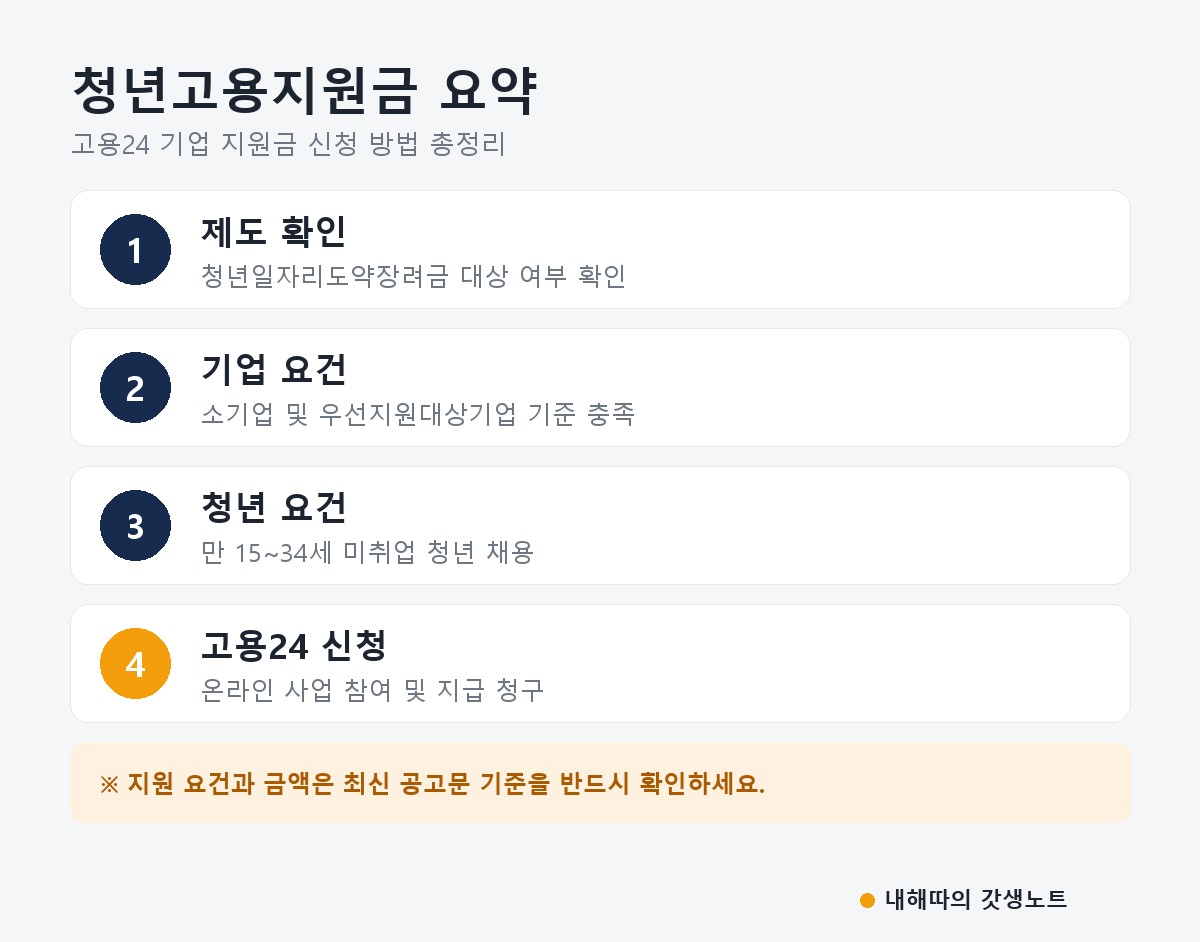 청년고용지원금 요약
고용24 기업 지원금 신청 방법 총정리
1
제도 확인
청년일자리도약장려금 대상 여부 확인
2
기업 요건
소기업 및 우선지원대상기업 기준 충족
3
청년 요건
만 15~34세 미취업 청년 채용
4
고용24 신청
온라인 사업 참여 및 지급 청구
※ 지원 요건과 금액은 최신 공고문 기준을 반드시 확인하세요.
내해따의 갓생노트